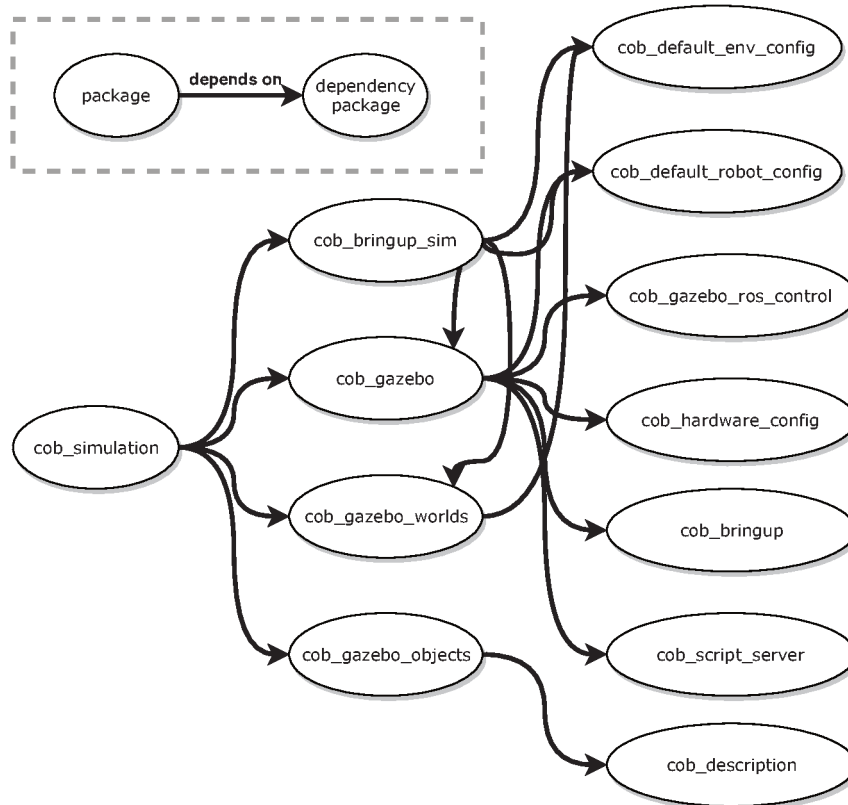 package
depends on
dependency
package
cob_default_env_config
cob_default_robot_config
cob_bringup_sim
cob_gazebo_ros_control
cob_gazebo
cob_hardware_config
cob_simulation
cob_gazebo_worlds
cob_bringup
cob_gazebo_objects
cob_script_server
cob_description